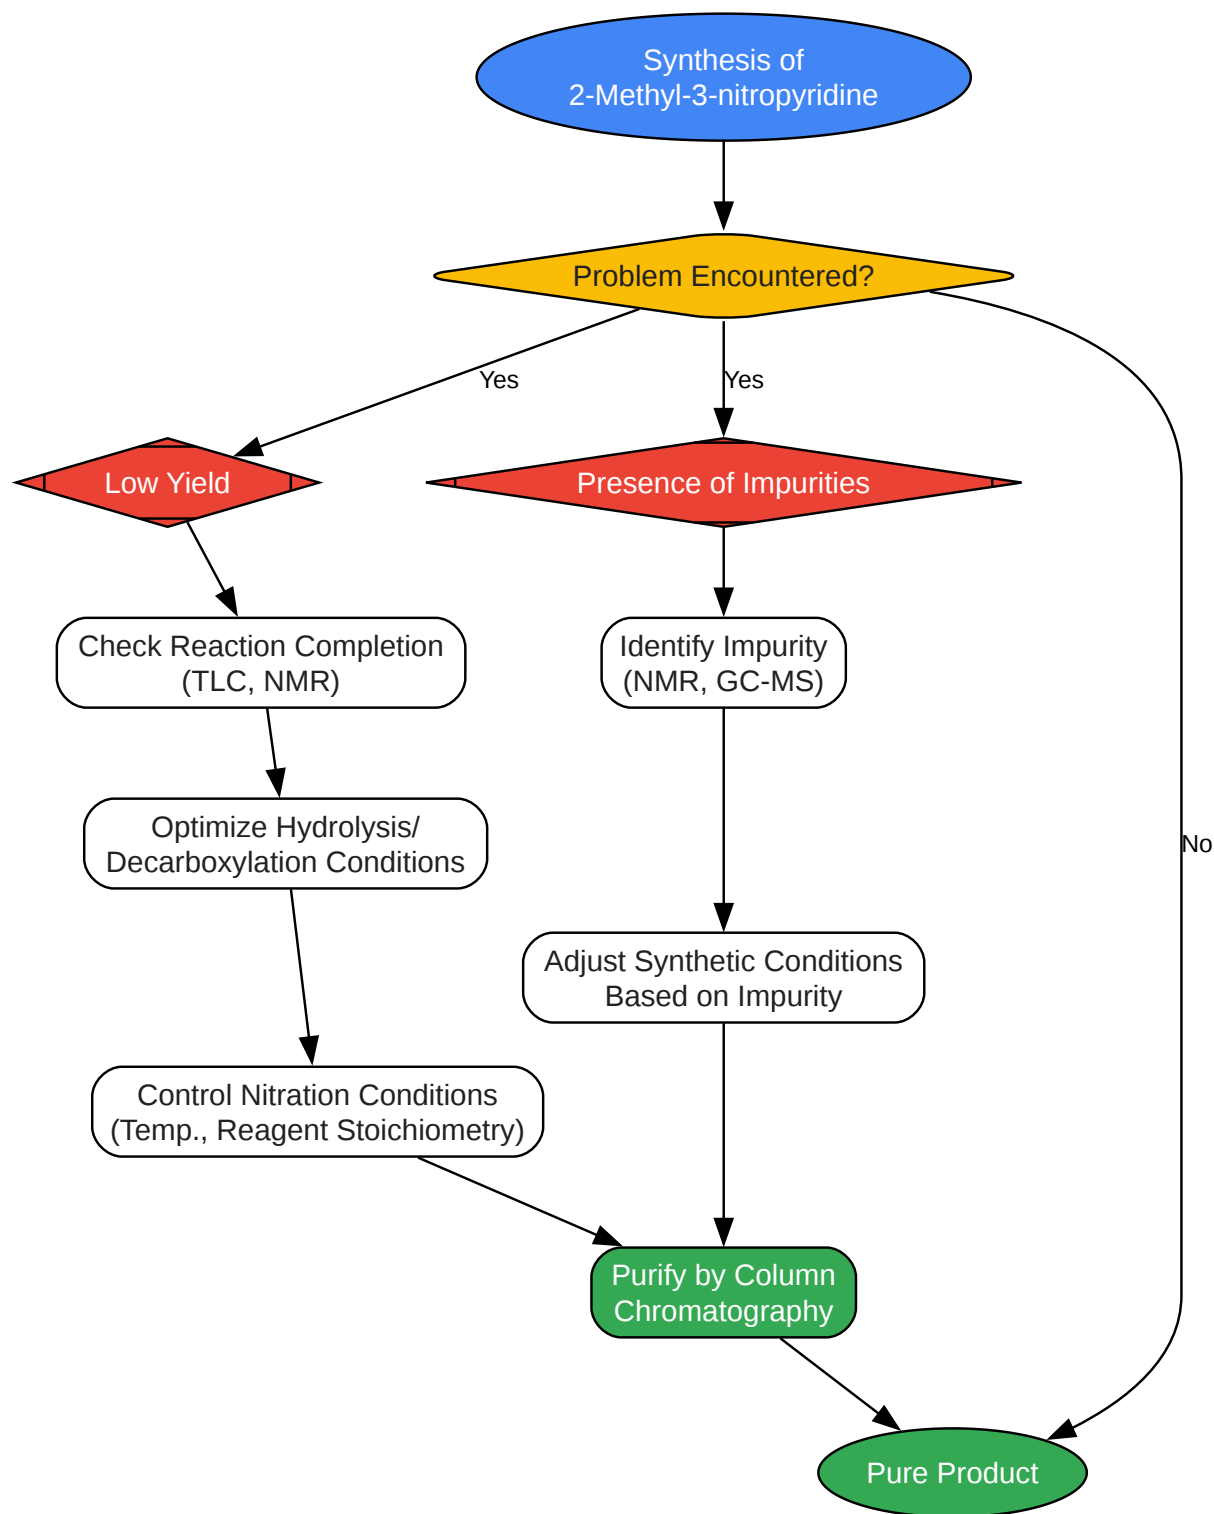 Synthesis of
2-Methyl-3-nitropyridine
Problem Encountered?
Yes
Yes
Low Yield
Presence of Impurities
Check Reaction Completion
(TLC, NMR)
Identify Impurity
(NMR, GC-MS)
Optimize Hydrolysis/
Decarboxylation Conditions
No
Adjust Synthetic Conditions
Based on Impurity
Control Nitration Conditions
(Temp., Reagent Stoichiometry)
Purify by Column
Chromatography
Pure Product